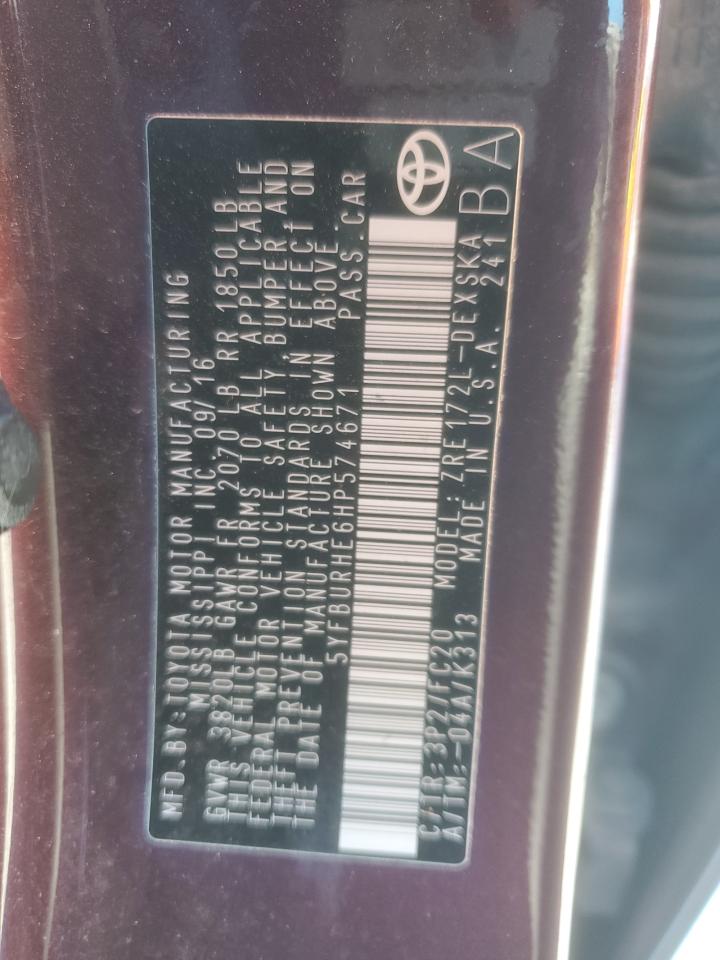 MFD.BY:TOYOTA MOTOR MANUFACTURING
MISSISSIPPI INC 09/16
GVWR 3820LB GAWR FR 2070 LB RR 1850LB
THIS VEHICLE CONFORMS TO ALL APPLICABLE
FEDERAL MOTOR VEHICLE SAFETY, BUMPER, AND
THEFT PREVENTION STANDARDS IN EFFECT ON
THE DATE OF MANUFACTURE SHOWN ABOVE.
5YFBURHE6HP574671 PASS.CAR
C/TR:3P2/FC20 MODEL:ZRE172L-DEXSKA
A/TM:-04A/K313 MADE IN U.S.A. 241 BA